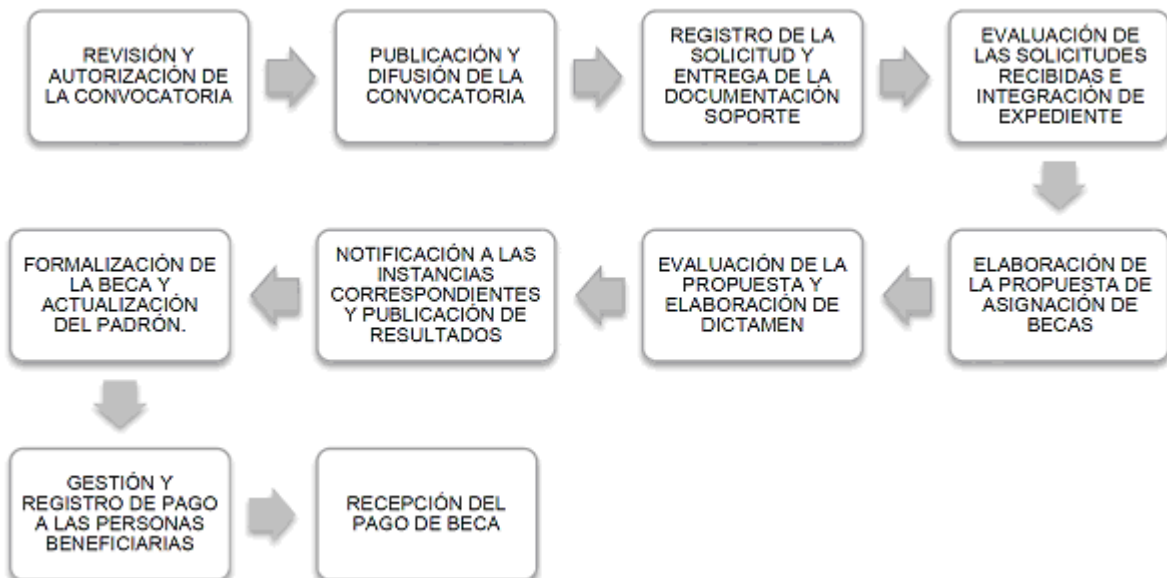 REVISIÓN Y
AUTORIZACIÓN DE
LA CONVOCATORIA
PUBLICACIÓN Y
DIFUSIÓN DE LA
CONVOCATORIA
REGISTRO DE LA
SOLICITUD Y
ENTREGA DE LA
DOCUMENTACIÓN
SOPORTE
EVALUACIÓN DE
LAS SOLICITUDES
RECIBIDAS E
INTEGRACIÓN DE
EXPEDIENTE
ELABORACIÓN DE
LA PROPUESTA DE
ASIGNACIÓN DE
BECAS
EVALUACIÓN DE LA
PROPUESTA Y
ELABORACIÓN DE
DICTAMEN
NOTIFICACIÓN A LAS
INSTANCIAS
CORRESPONDIENTES
Y PUBLICACIÓN DE
RESULTADOS
FORMALIZACIÓN DE
LA BECA Y
ACTUALIZACIÓN
DEL PADRÓN.
GESTIÓN Y
REGISTRO DE PAGO
A LAS PERSONAS
BENEFICIARIAS
RECEPCIÓN DEL
PAGO DE BECA